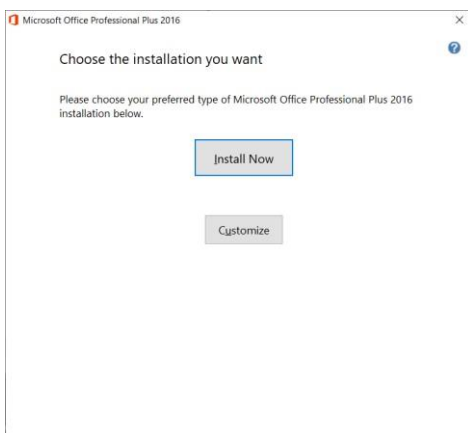 Microsoft Office Professional Plus 2016
Choose the installation you want
Please choose your preferred type of Microsoft Office Professional Plus 2016
installation below.
Install Now
Customize